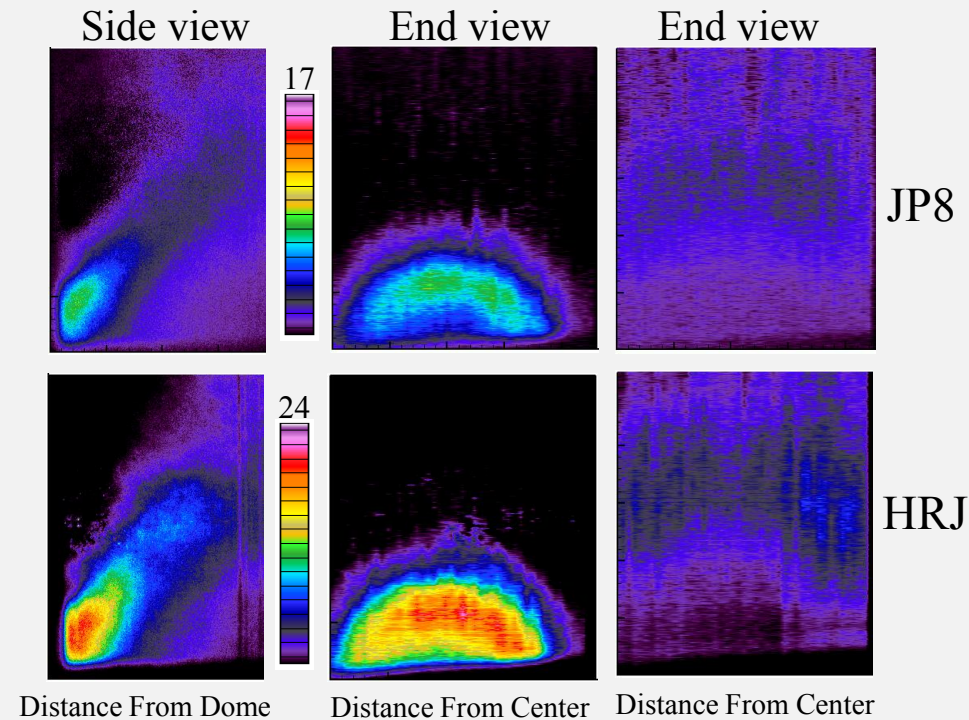 Side view
End view
End view
17
JP8
24
HRJ
Distance From Dome
Distance From Center
Distance From Center